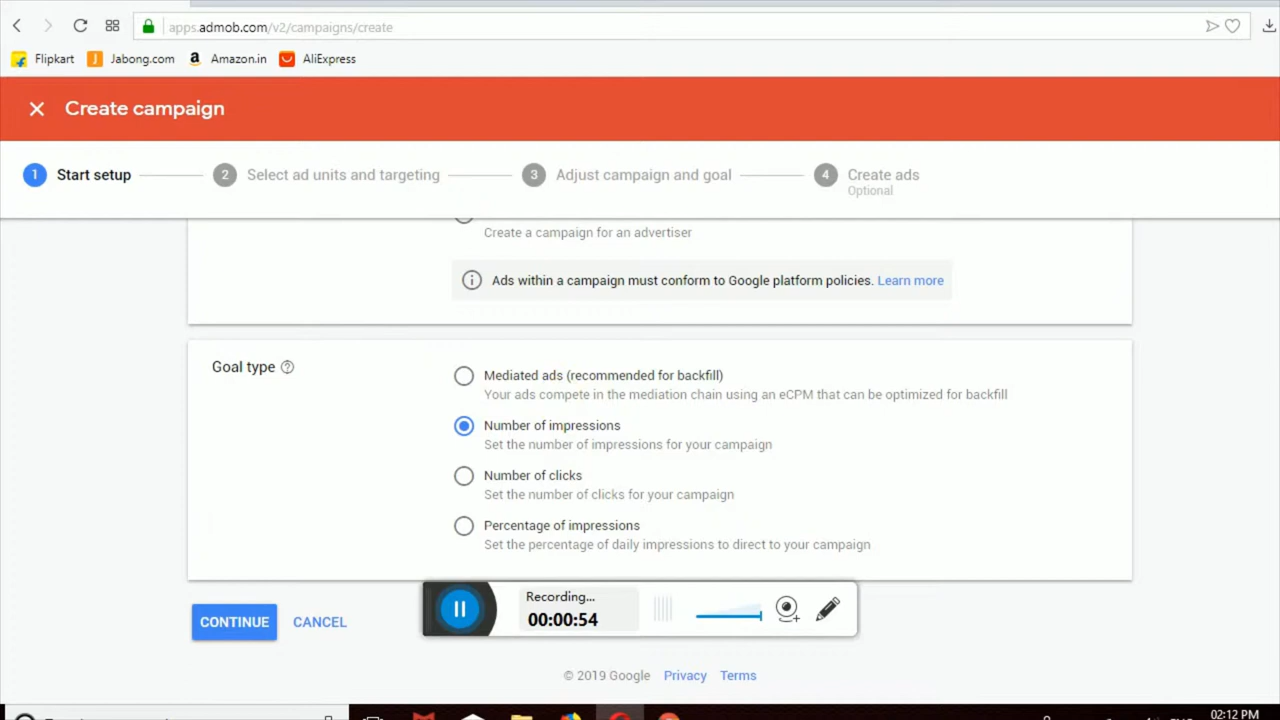 apps.admob.com/v2/campaigns/create
Flipkart Jabong.com Amazon.in AliExpress
Create campaign
1 Start setup 2 Select ad units and targeting 3 Adjust campaign and goal 4 Create ads
Optional
Create a campaign for an advertiser
Ads within a campaign must conform to Google platform policies. Learn more
Goal type
Mediated ads (recommended for backfill)
Your ads compete in the mediation chain using an eCPM that can be optimized for backfill
Number of impressions
Set the number of impressions for your campaign
Number of clicks
Set the number of clicks for your campaign
Percentage of impressions
Set the percentage of daily impressions to direct to your campaign
Recording...
00:00:54
CONTINUE CANCEL
© 2019 Google Privacy Terms
02:12 PM